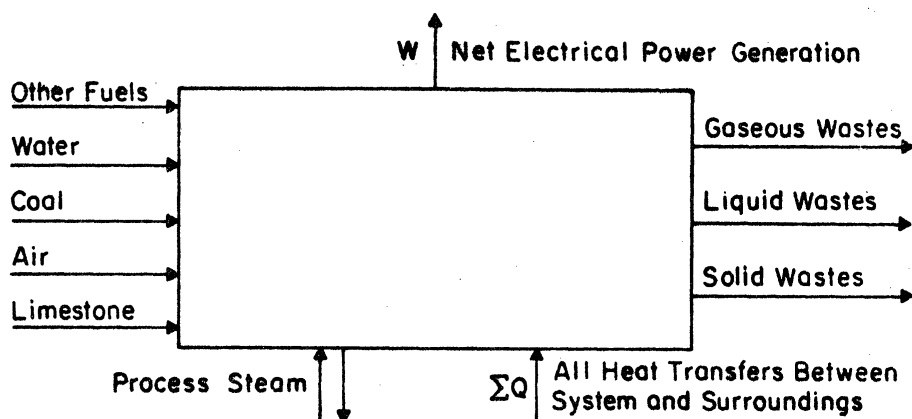 W Net Electrical Power Generation
Other Fuels
Water
Coal
Air
Limestone
Gaseous Wastes
Liquid Wastes
Solid Wastes
Process Steam
ΣQ
All Heat Transfers Between
System and Surroundings